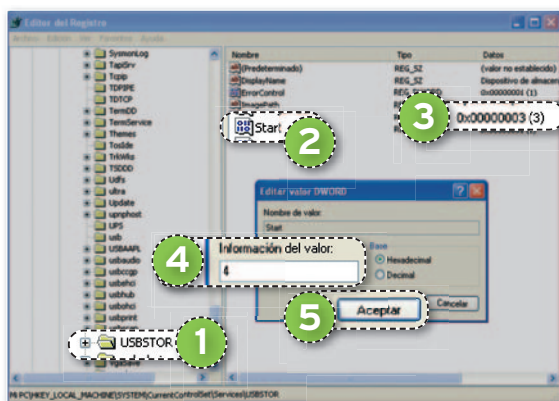 Editor del Registro
Archivo Edición Ver Favoritos Ayuda
SysmonLog
TapiSrv
Tcpip
TDPIPE
TDTCP
TermDD
TermService
Themes
TosIde
TrkWks
TSDDD
Udfs
ultra
Update
upnphost
UPS
usb
USBAAPL
usbaudio
usbccgp
usbehci
usbhub
usbohci
usbprint
USBSTOR
1
VgaSave
Nombre Tipo Datos
(Predeterminado) REG_SZ (valor no establecido)
DisplayName REG_SZ Dispositivo de almace
ErrorControl 0x00000001 (1)
ImagePath
Start
2
3
0x00000003 (3)
Editar valor DWORD
Nombre de valor:
Start
4
Información del valor:
4
Base
Hexadecimal
Decimal
5
Aceptar
Cancelar
Mi PC\HKEY_LOCAL_MACHINE\SYSTEM\CurrentControlSet\Services\USBSTOR